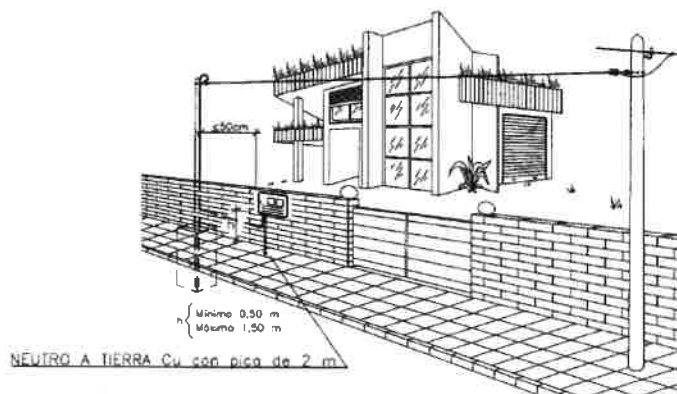 ≤50cm
h
h { Mínimo 0,50 m
Máximo 1,50 m
NEUTRO A TIERRA Cu con pica de 2 m